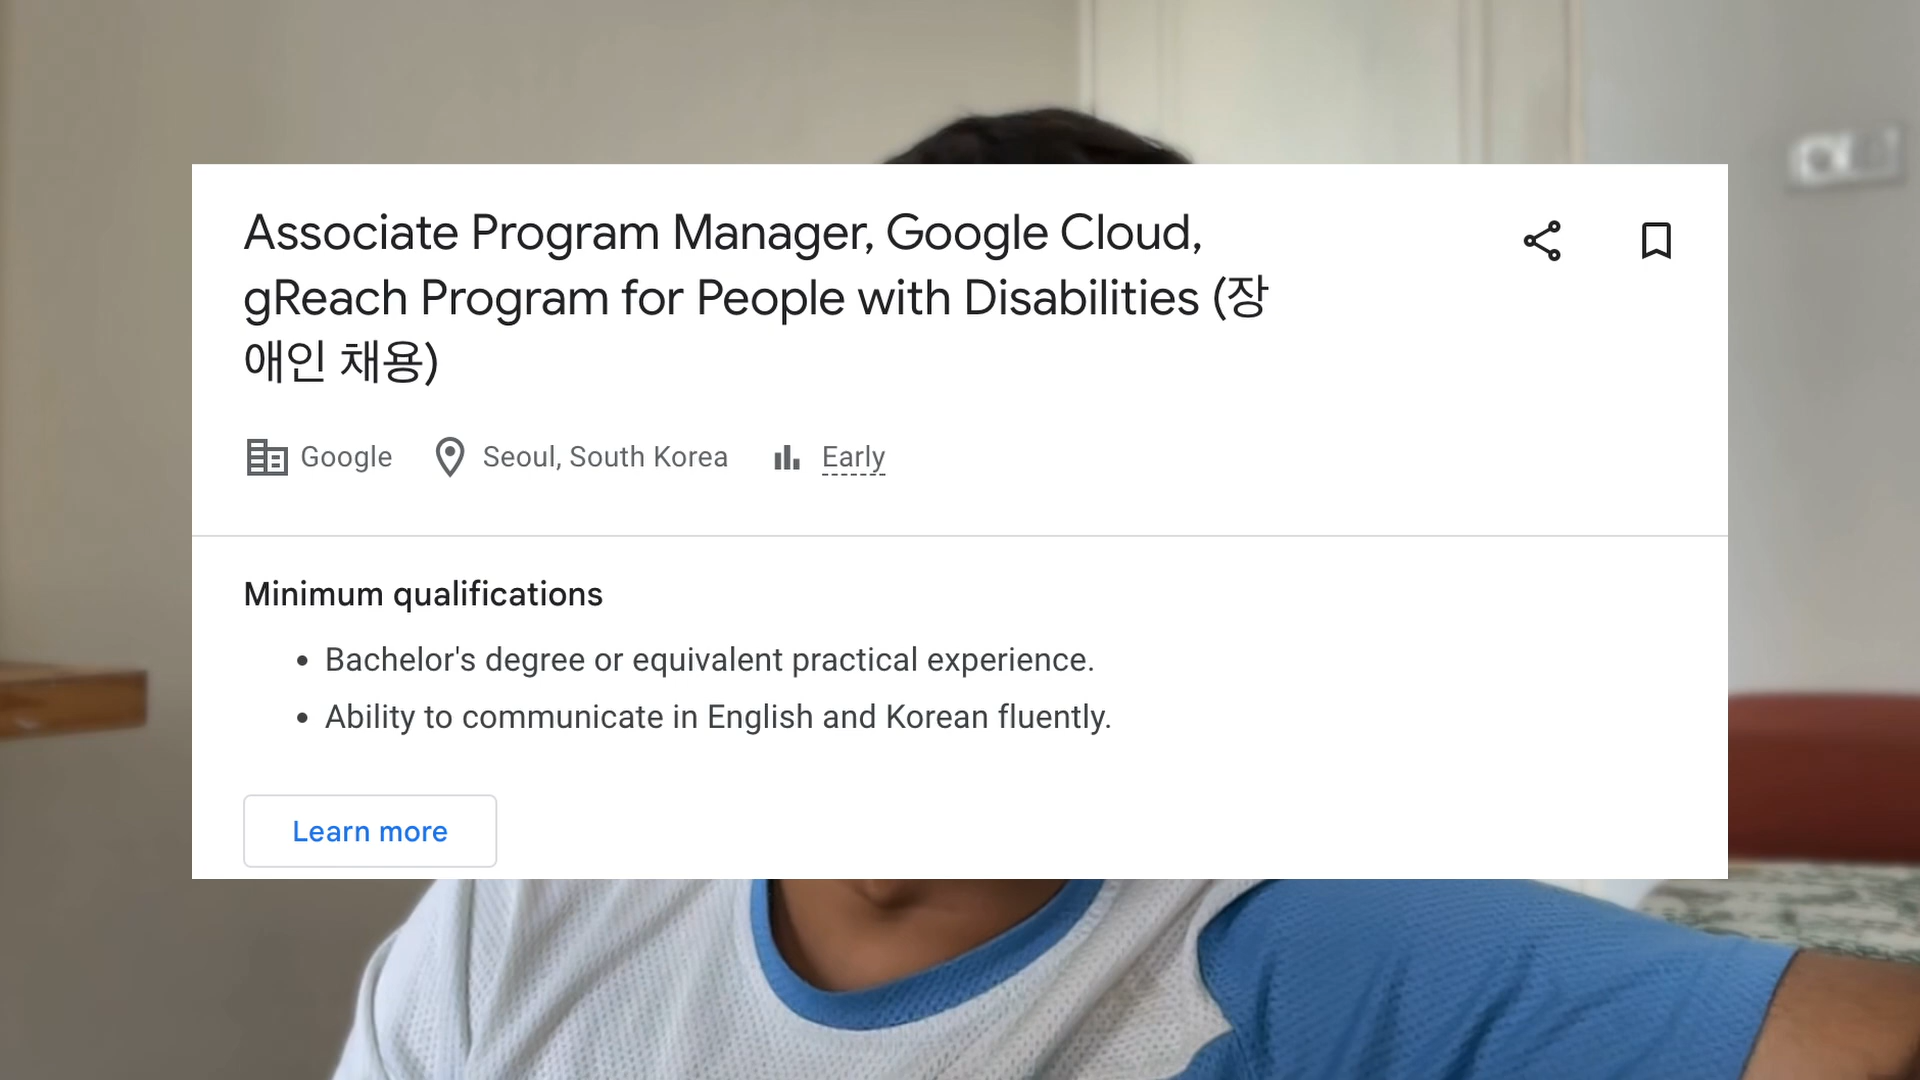 Associate Program Manager, Google Cloud,
gReach Program for People with Disabilities (장
애인 채용)
Google Seoul, South Korea Early
Minimum qualifications
• Bachelor's degree or equivalent practical experience.
• Ability to communicate in English and Korean fluently.
Learn more